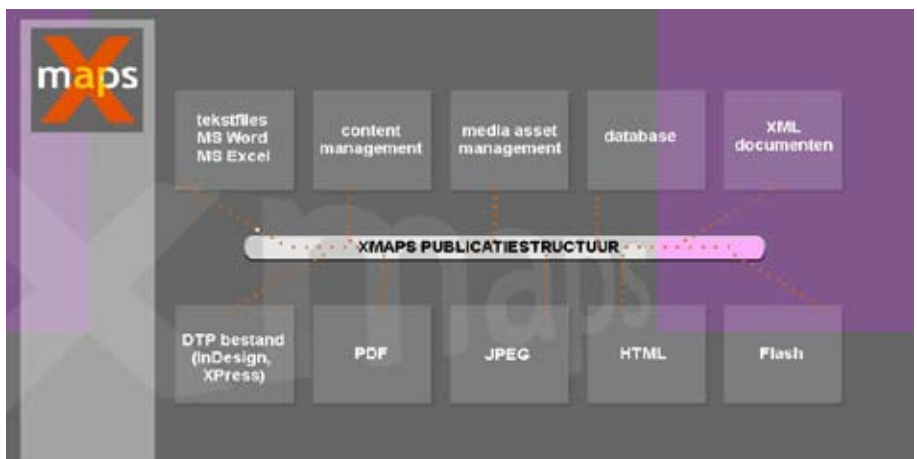 maps
X
tekstfiles
MS Word
MS Excel
content
management
media asset
management
database
XML
documenten
XMAPS PUBLICATIESTRUCTUUR
DTP bestand
(InDesign,
XPress)
PDF
JPEG
HTML
Flash
X maps